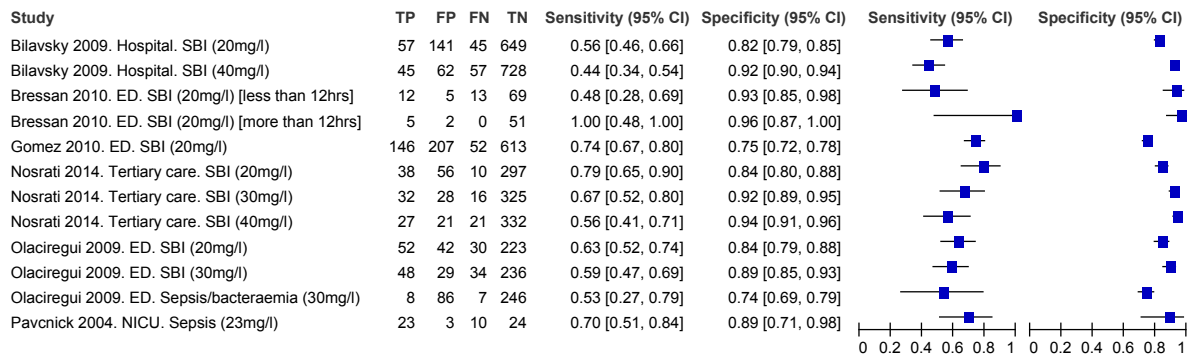 Study TP FP FN TN Sensitivity (95% CI) Specificity (95% CI) Sensitivity (95% CI) Specificity (95% CI)
Bilavsky 2009. Hospital. SBI (20mg/l) 57 141 45 649 0.56 [0.46, 0.66] 0.82 [0.79, 0.85]
Bilavsky 2009. Hospital. SBI (40mg/l) 45 62 57 728 0.44 [0.34, 0.54] 0.92 [0.90, 0.94]
Bressan 2010. ED. SBI (20mg/l) [less than 12hrs] 12 5 13 69 0.48 [0.28, 0.69] 0.93 [0.85, 0.98]
Bressan 2010. ED. SBI (20mg/l) [more than 12hrs] 5 2 0 51 1.00 [0.48, 1.00] 0.96 [0.87, 1.00]
Gomez 2010. ED. SBI (20mg/l) 146 207 52 613 0.74 [0.67, 0.80] 0.75 [0.72, 0.78]
Nosrati 2014. Tertiary care. SBI (20mg/l) 38 56 10 297 0.79 [0.65, 0.90] 0.84 [0.80, 0.88]
Nosrati 2014. Tertiary care. SBI (30mg/l) 32 28 16 325 0.67 [0.52, 0.80] 0.92 [0.89, 0.95]
Nosrati 2014. Tertiary care. SBI (40mg/l) 27 21 21 332 0.56 [0.41, 0.71] 0.94 [0.91, 0.96]
Olaciregui 2009. ED. SBI (20mg/l) 52 42 30 223 0.63 [0.52, 0.74] 0.84 [0.79, 0.88]
Olaciregui 2009. ED. SBI (30mg/l) 48 29 34 236 0.59 [0.47, 0.69] 0.89 [0.85, 0.93]
Olaciregui 2009. ED. Sepsis/bacteraemia (30mg/l) 8 86 7 246 0.53 [0.27, 0.79] 0.74 [0.69, 0.79]
Pavcnick 2004. NICU. Sepsis (23mg/l) 23 3 10 24 0.70 [0.51, 0.84] 0.89 [0.71, 0.98]
0 0.2 0.4 0.6 0.8 1 0 0.2 0.4 0.6 0.8 1